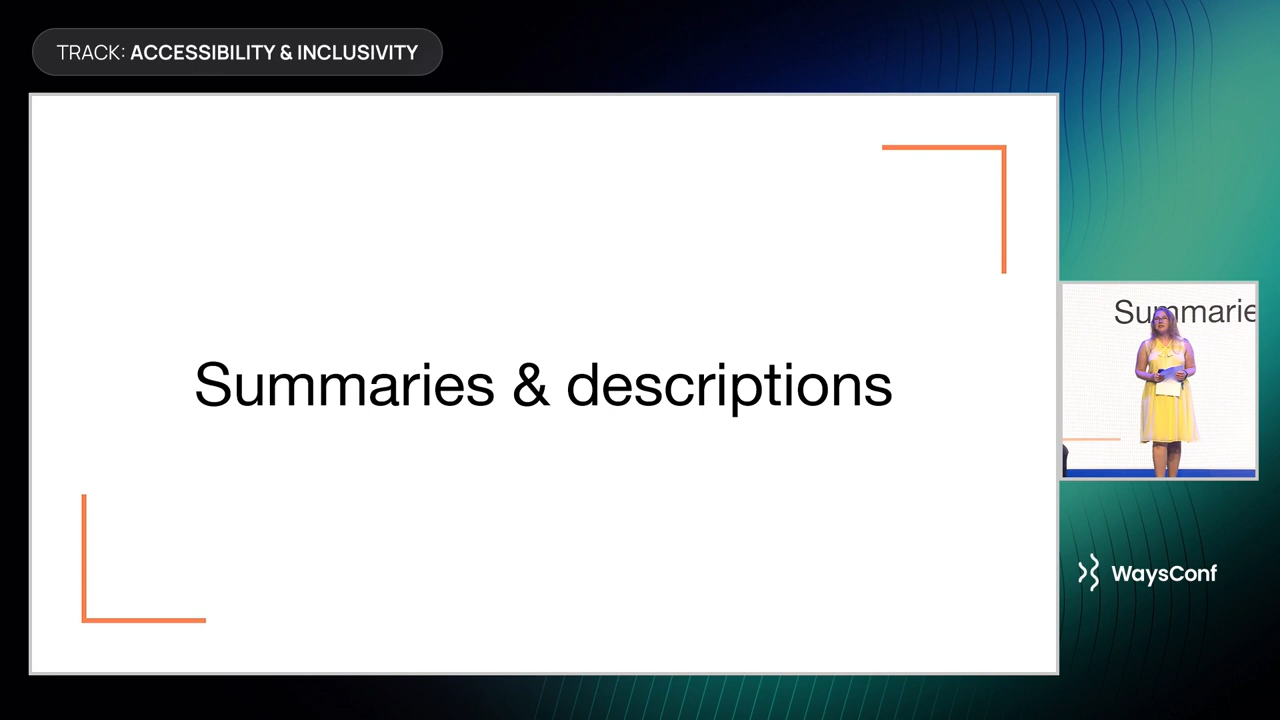 TRACK: ACCESSIBILITY & INCLUSIVITY
Summaries & descriptions
Summarie
WaysConf